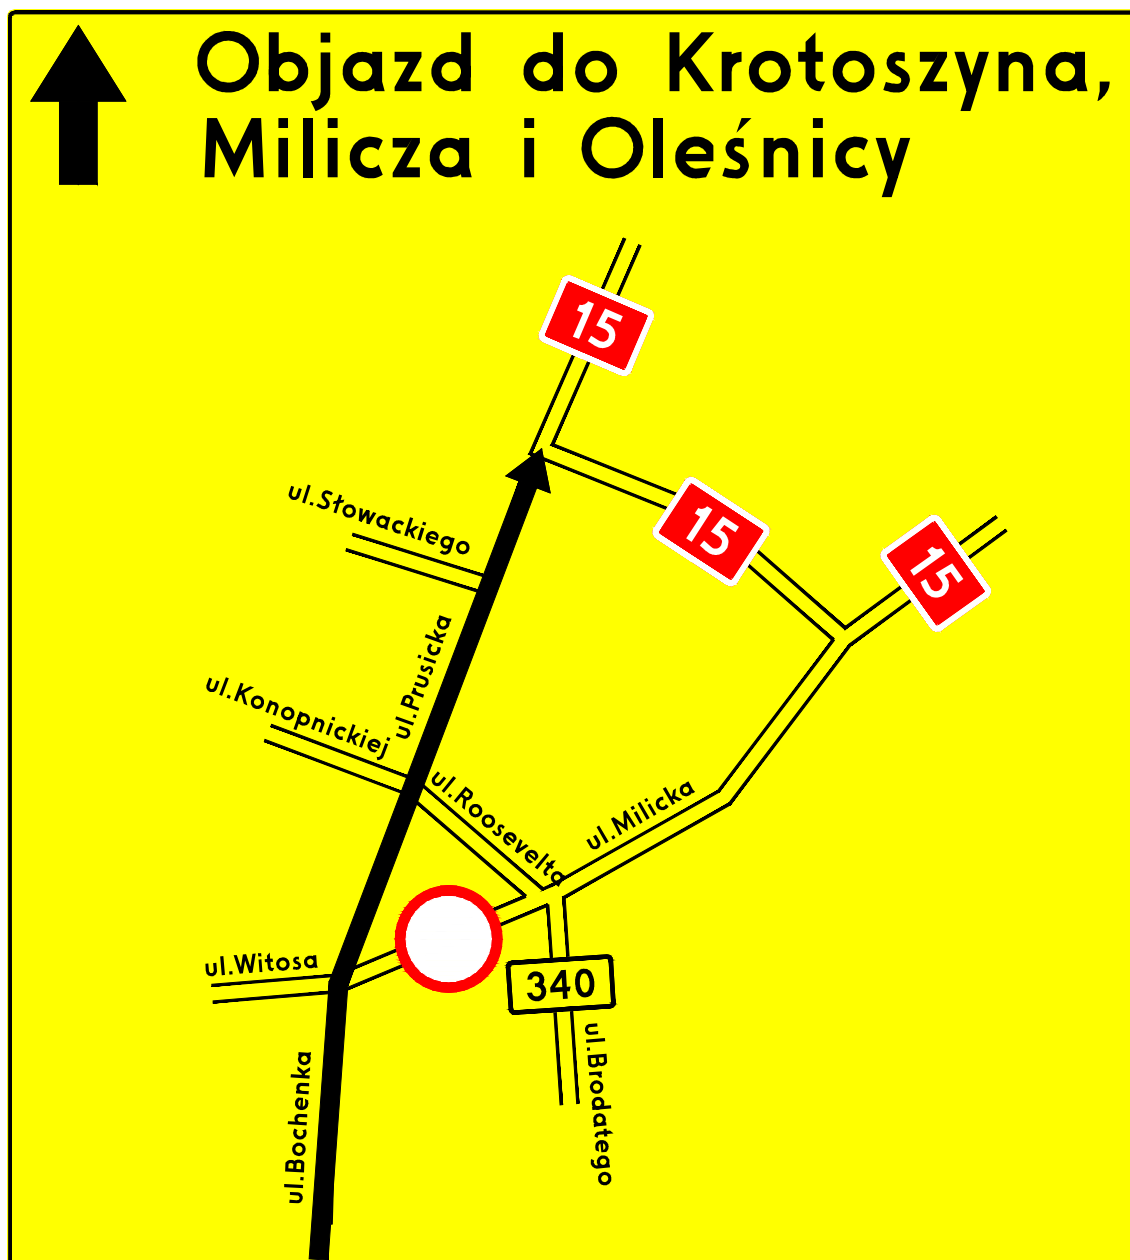 Objazd do Krotoszyna,
Milicza i Oleśnicy
15
15
15
ul.Słowackiego
ul.Prusicka
ul.Konopnickiej
ul.Roosevelta
ul.Milicka
ul.Witosa
340
ul.Bochenka
ul.Brodatego